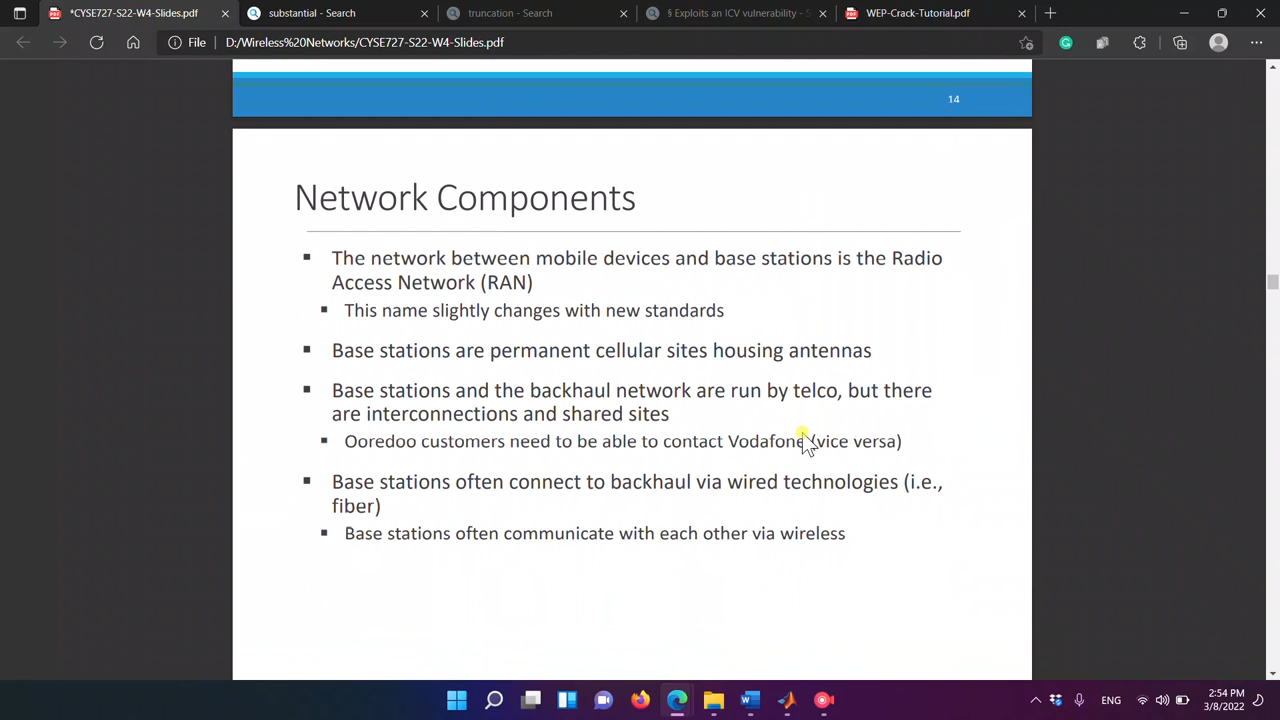 *CYSE727-S22-W4-Slides.pdf
substantial - Search
truncation - Search
§ Exploits an ICV vulnerability - S
WEP-Crack-Tutorial.pdf
File
D:/Wireless%20Networks/CYSE727-S22-W4-Slides.pdf
14
Network Components
The network between mobile devices and base stations is the Radio
Access Network (RAN)
This name slightly changes with new standards
Base stations are permanent cellular sites housing antennas
Base stations and the backhaul network are run by telco, but there
are interconnections and shared sites
Ooredoo customers need to be able to contact Vodafone (vice versa)
Base stations often connect to backhaul via wired technologies (i.e.,
fiber)
Base stations often communicate with each other via wireless
ENG
2:54 PM
3/8/2022